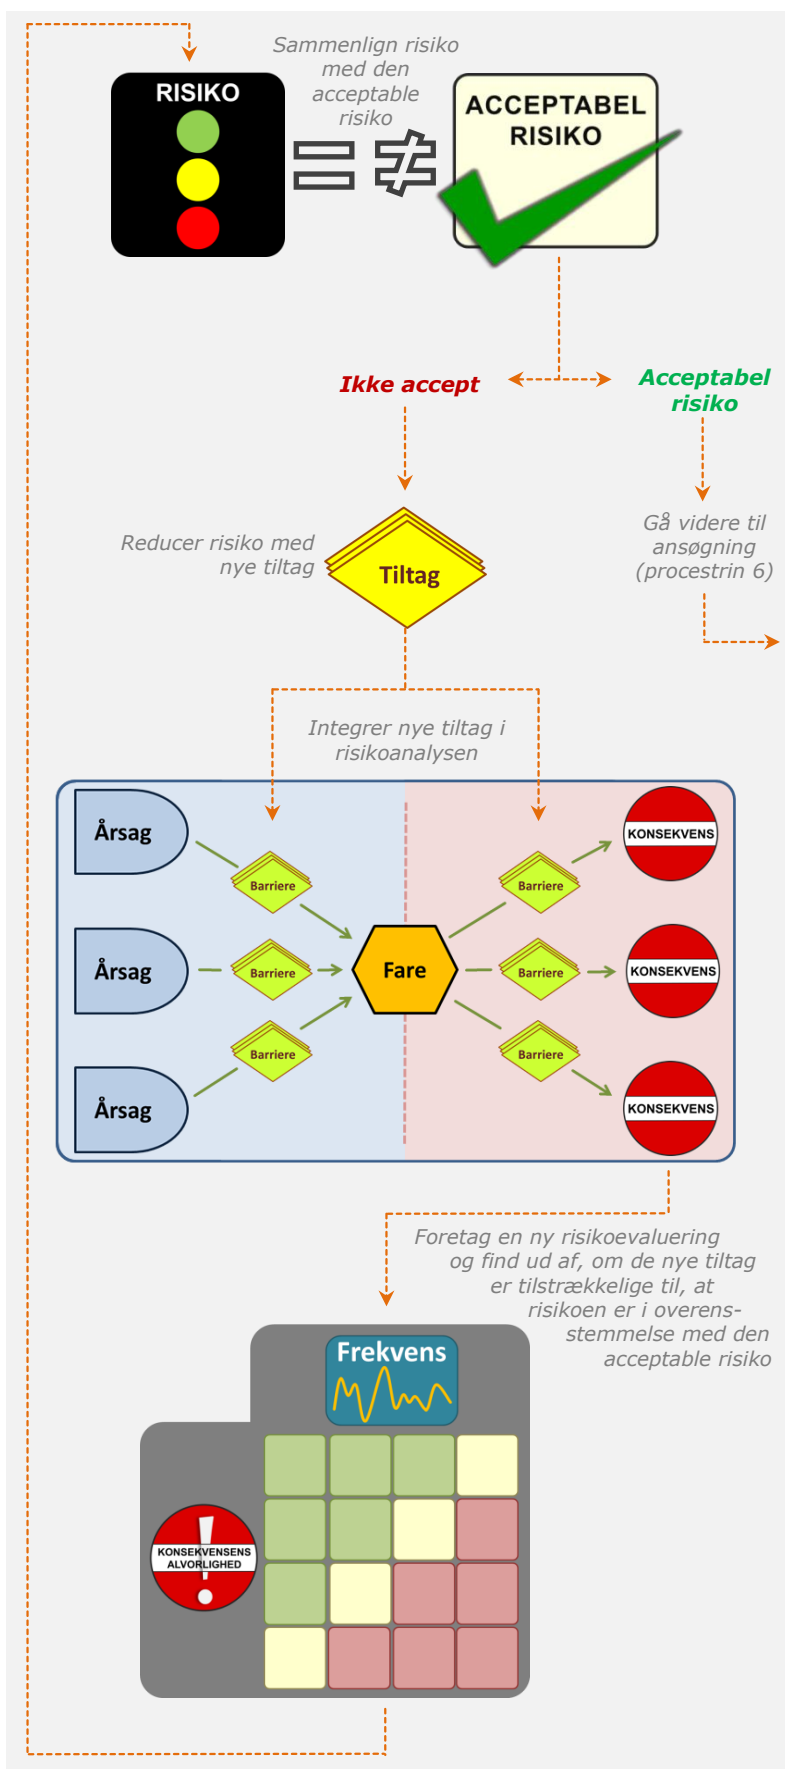 Sammenlign risiko
med den
acceptable
risiko
RISIKO
ACCEPTABEL
RISIKO
Ikke accept
Acceptabel
risiko
Reducer risiko med
nye tiltag
Tiltag
Gå videre til
ansøgning
(procestrin 6)
Integrer nye tiltag i
risikoanalysen
Årsag
Barriere
Barriere
KONSEKVENS
Årsag
Barriere
Fare
Barriere
KONSEKVENS
Årsag
Barriere
Barriere
KONSEKVENS
Foretag en ny risikoevaluering
og find ud af, om de nye tiltag
er tilstrækkelige til, at
risikoen er i overens-
stemmelse med den
acceptable risiko
Frekvens
KONSEKVENSENS
ALVORLIGHED